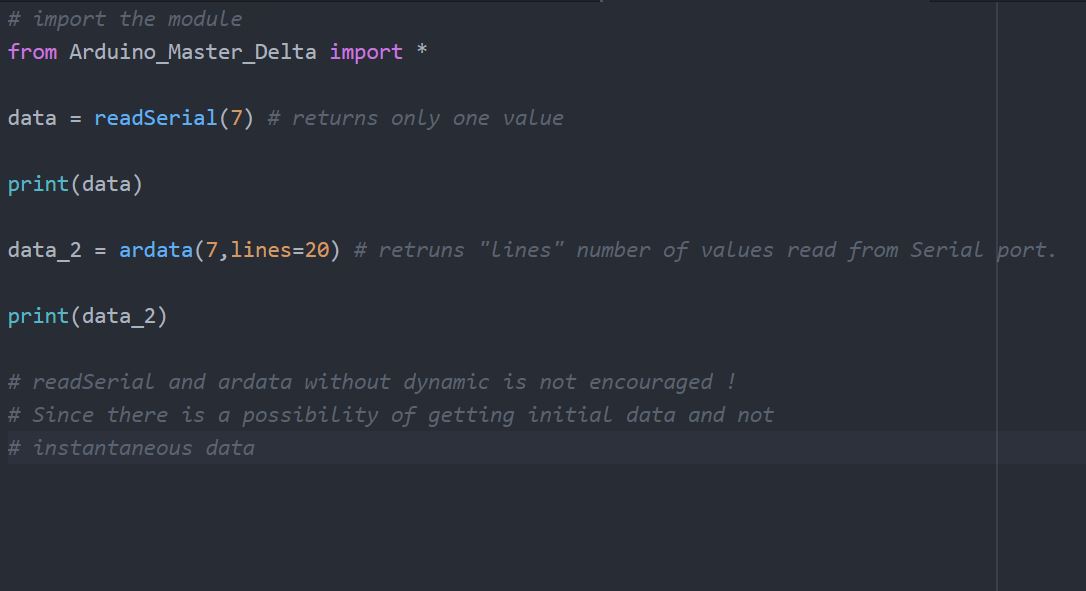 # import the module
from Arduino_Master_Delta import *
data = readSerial(7) # returns only one value
print(data)
data_2 = ardata(7,lines=20) # retruns "lines" number of values read from Serial port.
print(data_2)
# readSerial and ardata without dynamic is not encouraged !
# Since there is a possibility of getting initial data and not
# instantaneous data